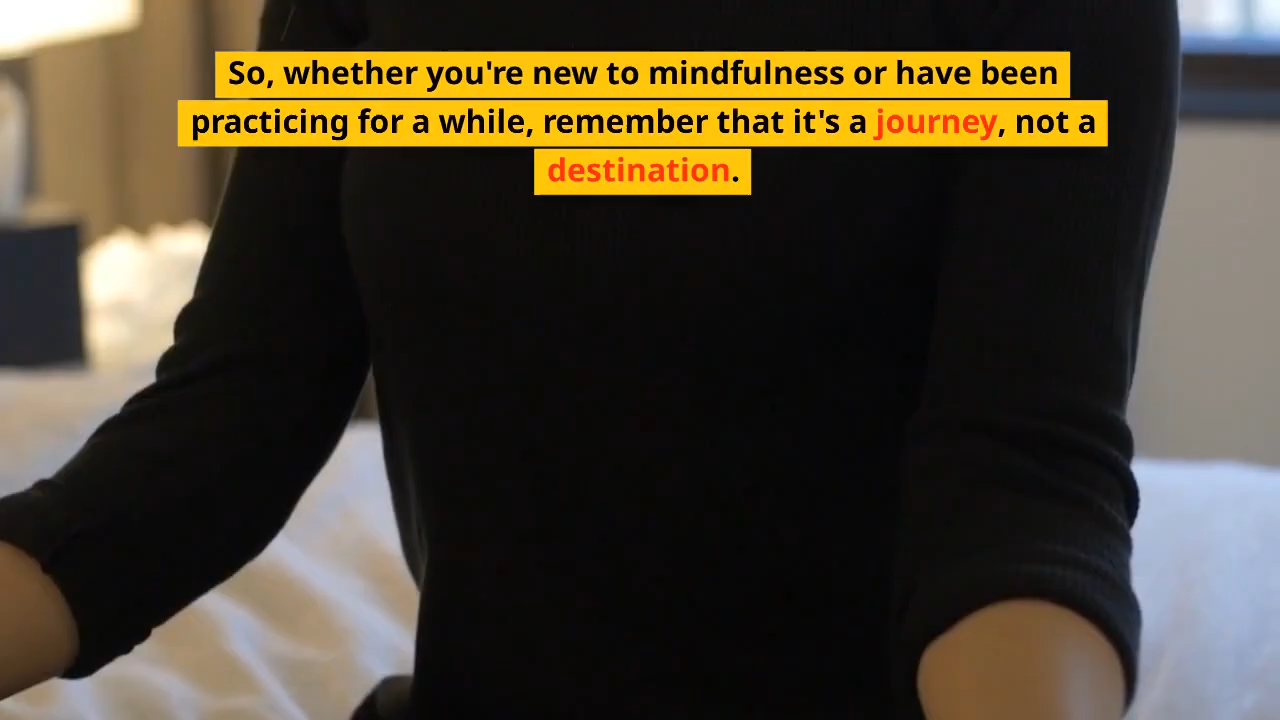 So, whether you're new to mindfulness or have been
practicing for a while, remember that it's a journey, not a
destination.